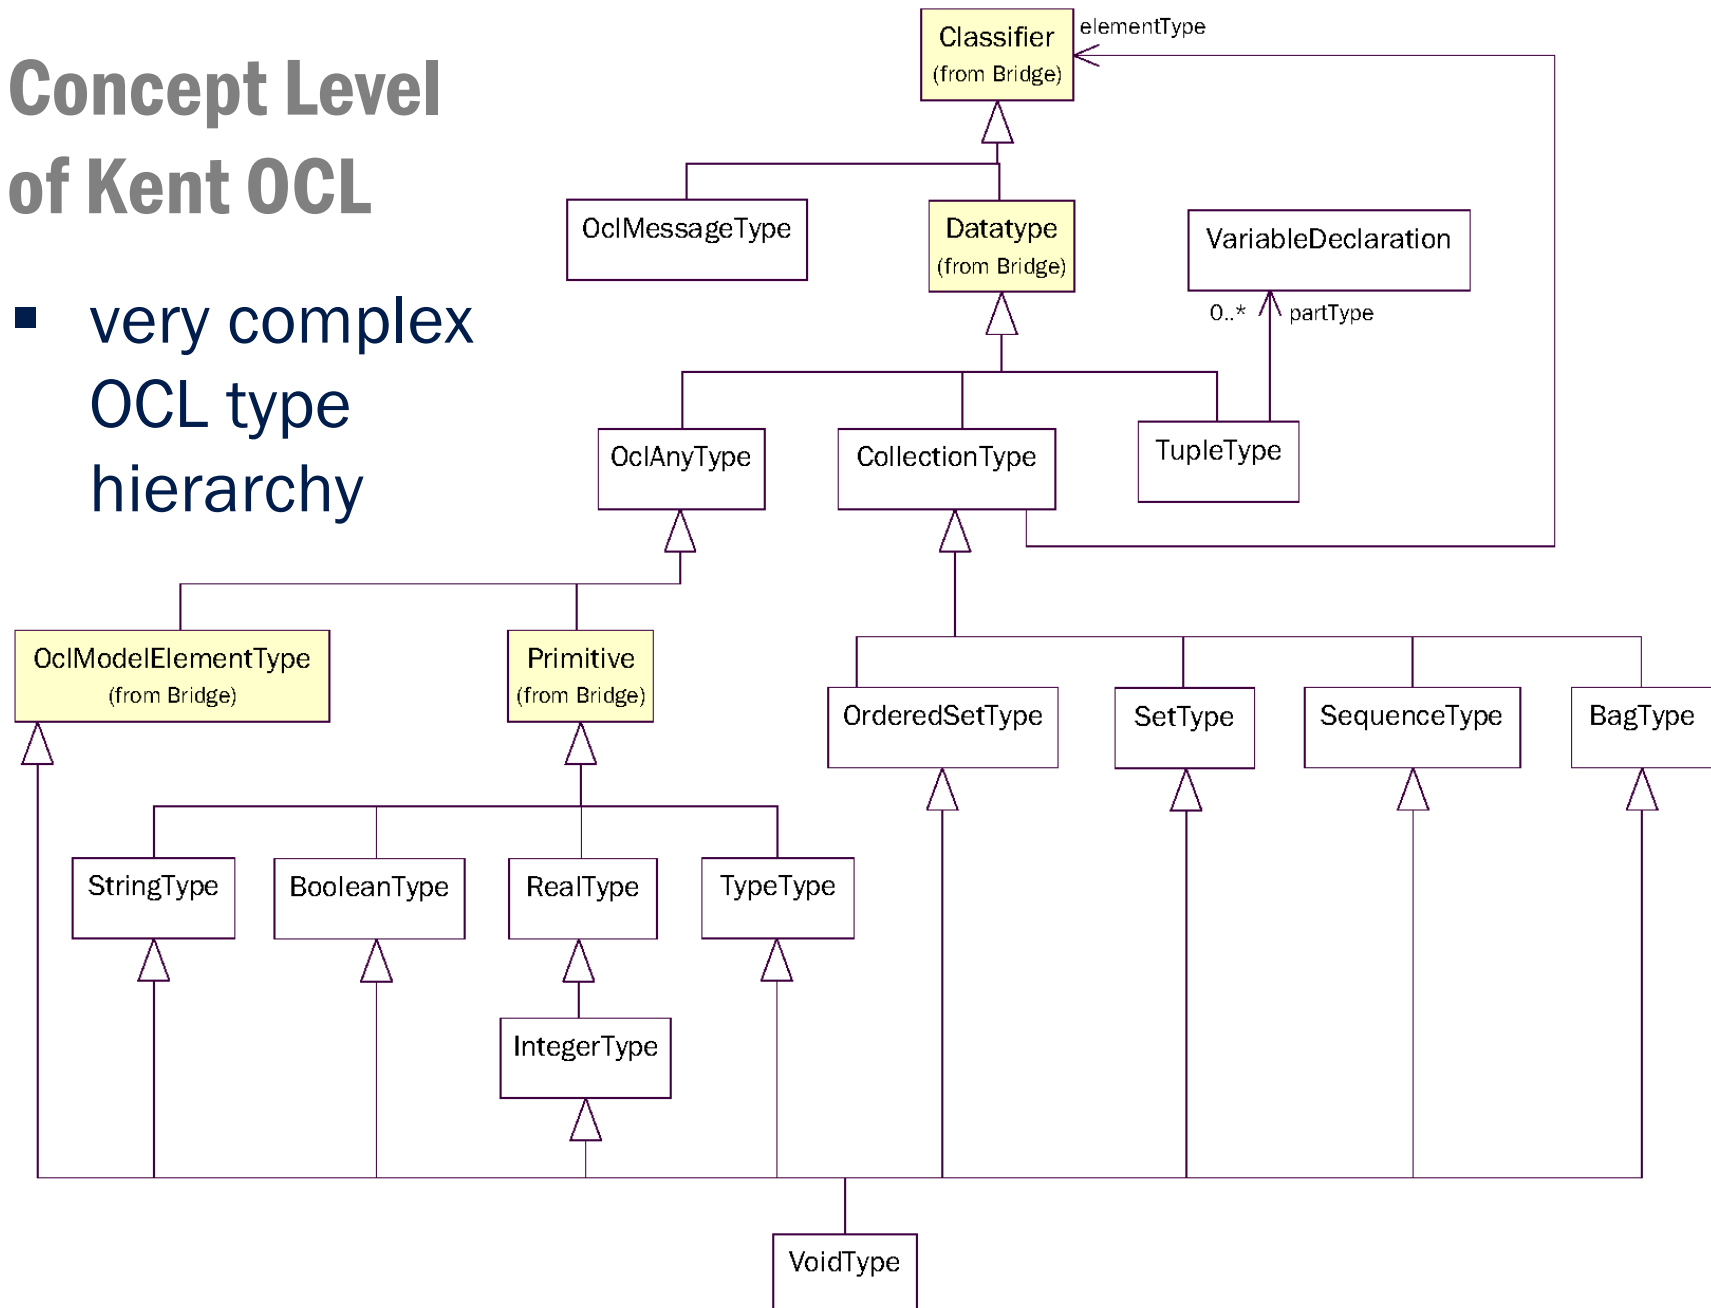 Concept Level
of Kent OCL
▪ very complex
OCL type
hierarchy
Classifier
(from Bridge)
elementType
OclMessageType
Datatype
(from Bridge)
VariableDeclaration
0..* partType
OclAnyType
CollectionType
TupleType
OclModelElementType
(from Bridge)
Primitive
(from Bridge)
OrderedSetType
SetType
SequenceType
BagType
StringType
BooleanType
RealType
TypeType
IntegerType
VoidType